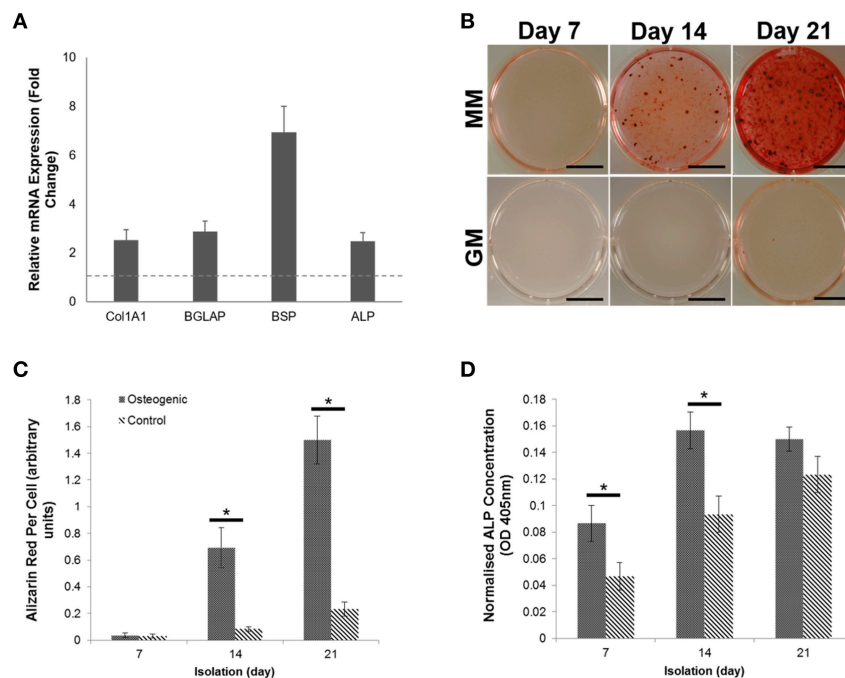 A
Relative mRNA Expression (Fold
Change)
10
8
6
4
2
0
Col1A1
BGLAP
BSP
ALP
B
Day 7
Day 14
Day 21
MM
GM
C
Alizarin Red Per Cell (arbitrary
units)
1.8
1.6
1.4
1.2
1
0.8
0.6
0.4
0.2
0
Osteogenic
Control
*
*
7
14
21
Isolation (day)
D
Normalised ALP Concentration
(OD 405nm)
0.18
0.16
0.14
0.12
0.1
0.08
0.06
0.04
0.02
0
*
*
7
14
21
Isolation (day)